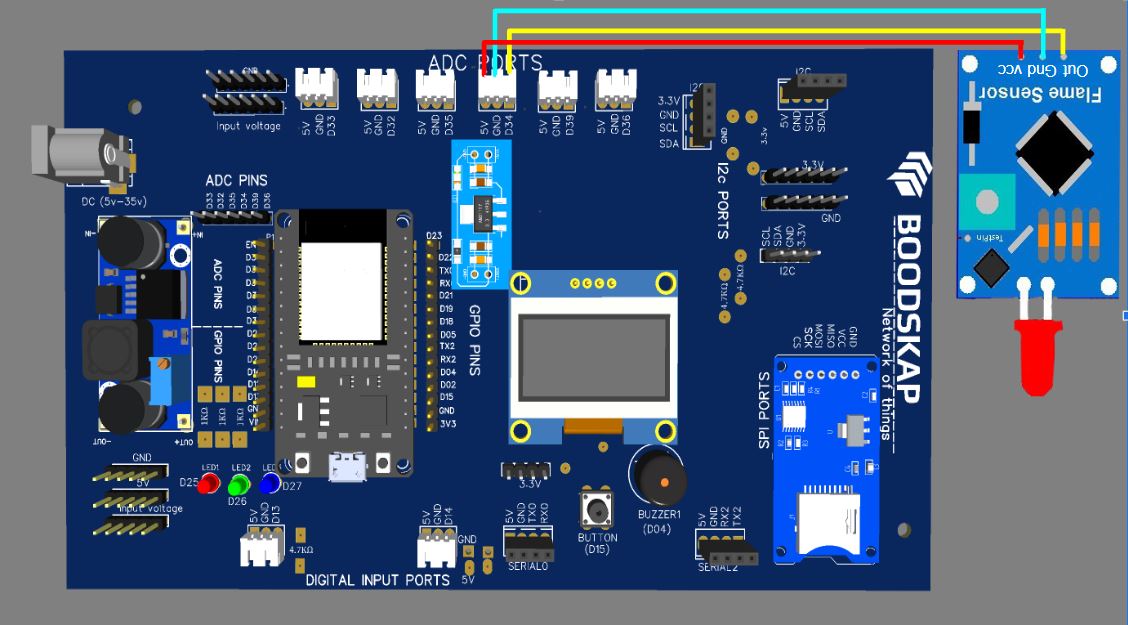 ADC PORTS
GND
Input voltage
5V GND D33
5V GND D32
5V GND D35
5V GND D34
5V GND D39
5V GND D36
3.3V
GND
SCL
SDA
GND
3.3v
I2C
5V GND SCL SDA
Out Gnd vcc
Flame Sensor
TestPin
DC (5v-35v)
ADC PINS
D33 D32 D35 D34 D39 D36
I2c PORTS
3.3V
GND
SCL SDA GND 3.3V
I2C
4.7KΩ
4.7KΩ
BOODSKAP
Network of things
IN-
IN+
OUT-
OUT+
ADC PINS
GPIO PINS
1KΩ
1KΩ
1KΩ
EN
D23
D22
D21
D19
D18
D05
TX2
RX2
D04
D02
D15
GND
3V3
GPIO PINS
GND VCC MISO MOSI SCK CS
SPI PORTS
GND
5V
Input voltage
LED1
LED2
D25
D26
D27
5V GND D13
4.7KΩ
5V GND D14
GND
5V
DIGITAL INPUT PORTS
3.3V
5V GND TX0 RX0
SERIAL0
BUTTON
(D15)
BUZZER1
(D04)
5V GND RX2 TX2
SERIAL2